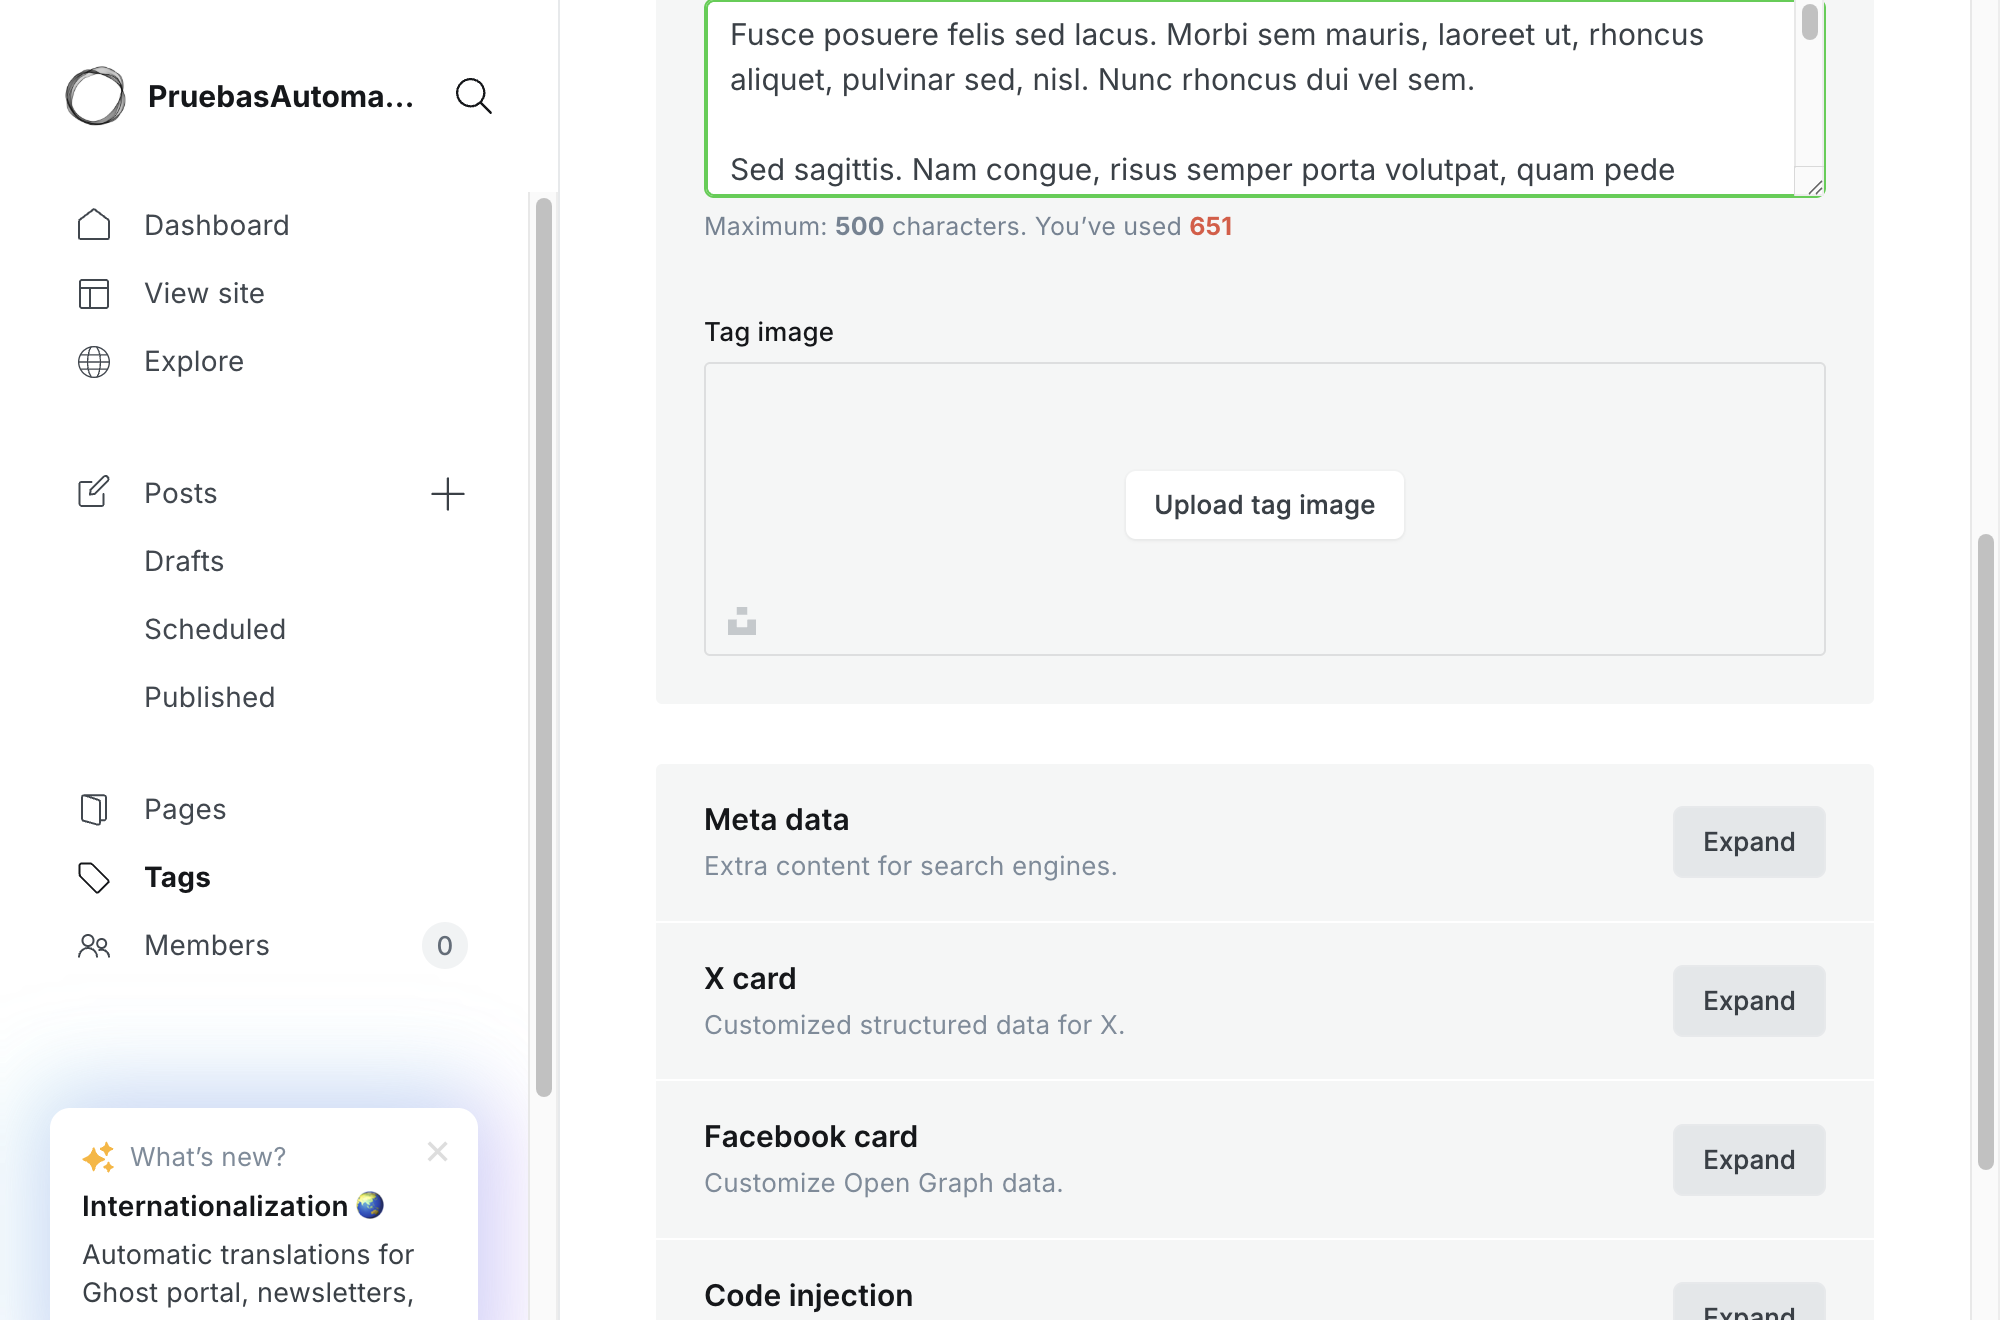 PruebasAutoma...
Dashboard
View site
Explore
Posts
Drafts
Scheduled
Published
Pages
Tags
Members
0
What’s new?
Internationalization
Automatic translations for
Ghost portal, newsletters,
Fusce posuere felis sed lacus. Morbi sem mauris, laoreet ut, rhoncus
aliquet, pulvinar sed, nisl. Nunc rhoncus dui vel sem.
Sed sagittis. Nam congue, risus semper porta volutpat, quam pede
Maximum: 500 characters. You’ve used 651
Tag image
Upload tag image
Meta data
Extra content for search engines.
Expand
X card
Customized structured data for X.
Expand
Facebook card
Customize Open Graph data.
Expand
Code injection
Expand